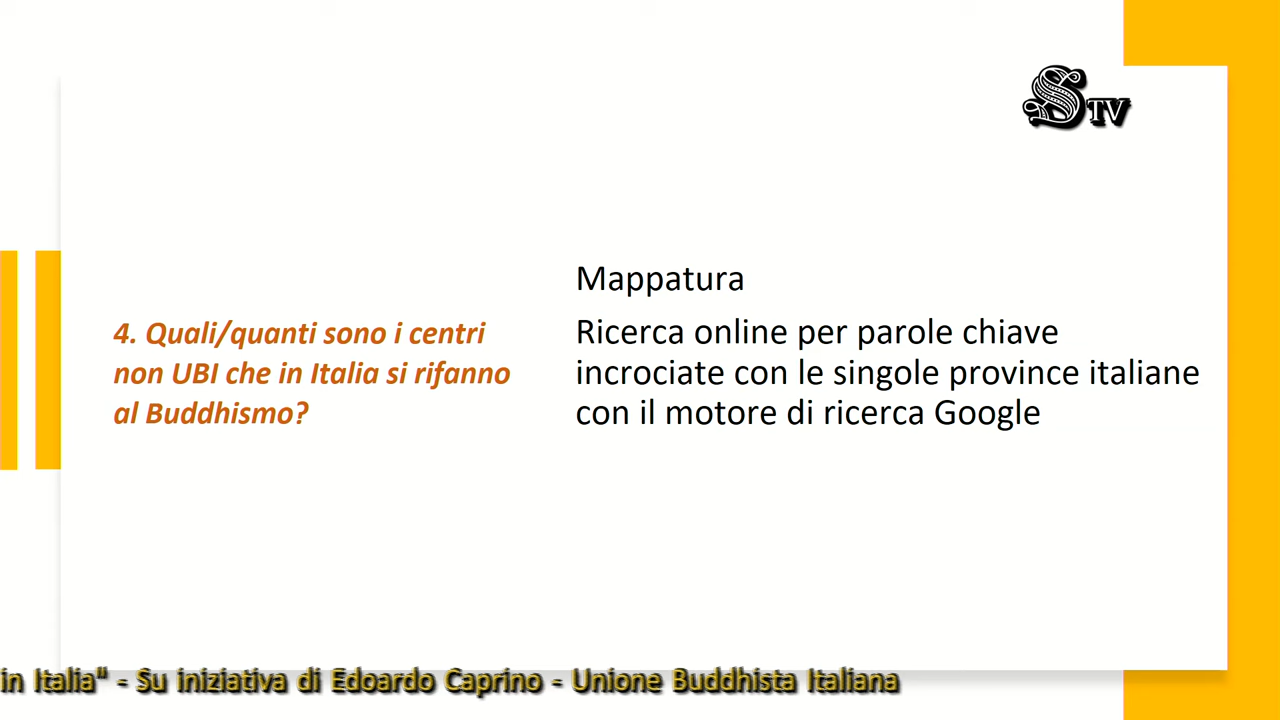 S TV
4. Quali/quanti sono i centri
non UBI che in Italia si rifanno
al Buddhismo?
Mappatura
Ricerca online per parole chiave
incrociate con le singole province italiane
con il motore di ricerca Google
in Italia" - Su iniziativa di Edoardo Caprino - Unione Buddhista Italiana